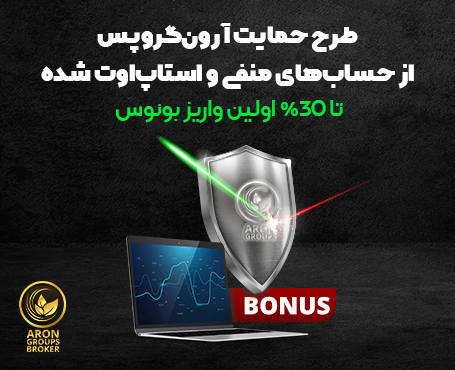 طرح حمایت آرون‌گروپس
از حساب‌های منفی و استاپ‌اوت شده
تا 30% اولین واریز بونوس
ARON
GROUPS
BONUS
ARON
GROUPS
BROKER